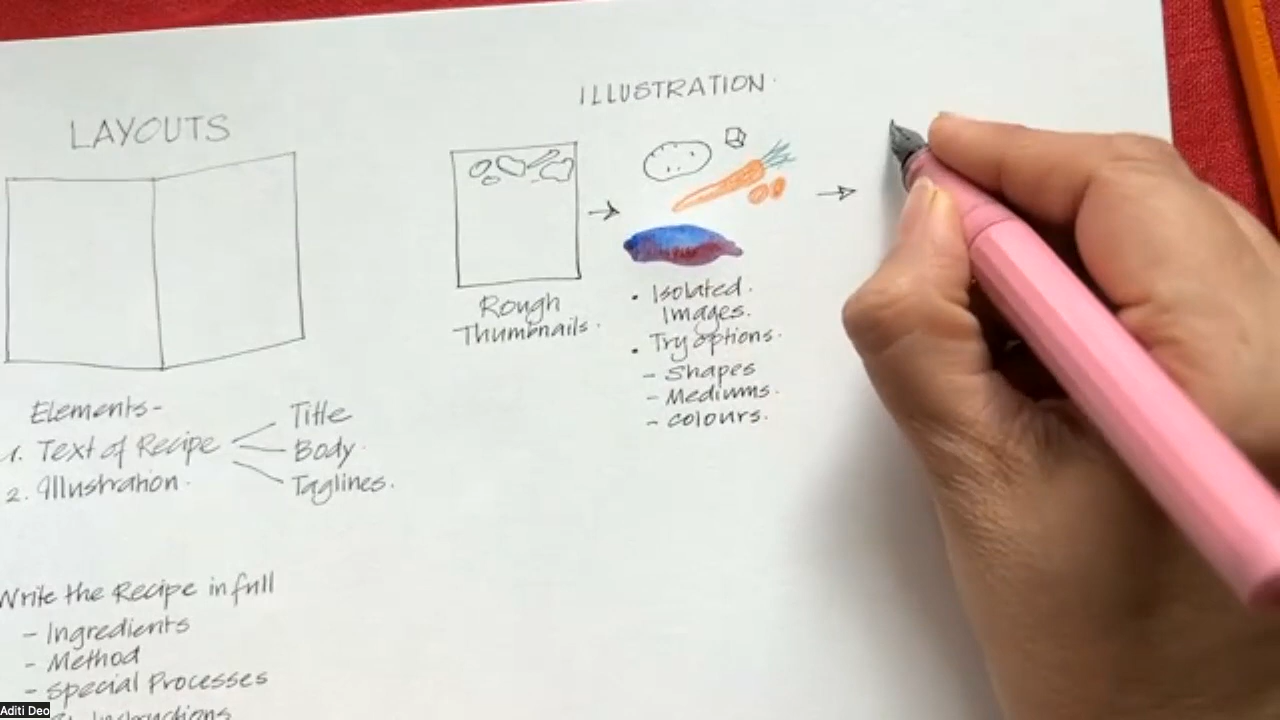 LAYOUTS
Elements-
1. Text of Recipe
Title
Body.
Taglines.
2. Illustration.
Write the Recipe in full
- Ingredients
- Method
- Special Processes
Instructions
ILLUSTRATION.
Rough
Thumbnails.
• Isolated.
Images.
• Try options.
- Shapes
- Mediums.
- colours.
Aditi Deo